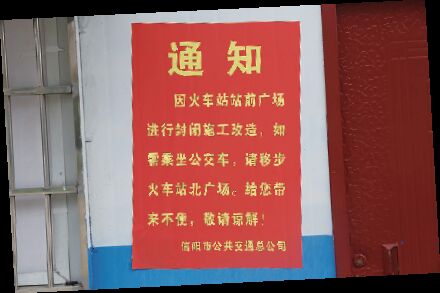 通知
因火车站站前广场
进行封闭施工改造，如
需乘坐公交车，请移步
火车站北广场。给您带
来不便，敬请谅解！
信阳市公共交通总公司